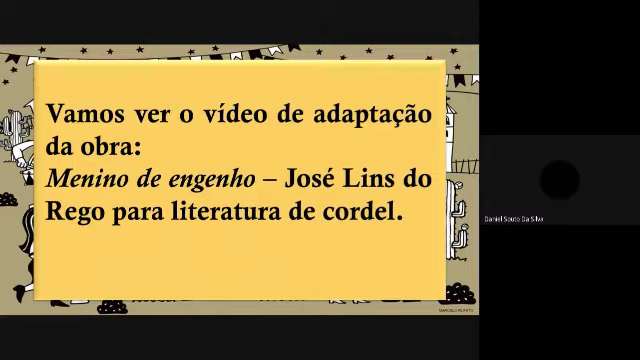 Vamos ver o vídeo de adaptação
da obra:
Menino de engenho – José Lins do
Rego para literatura de cordel.
Daniel Souto Da Silva